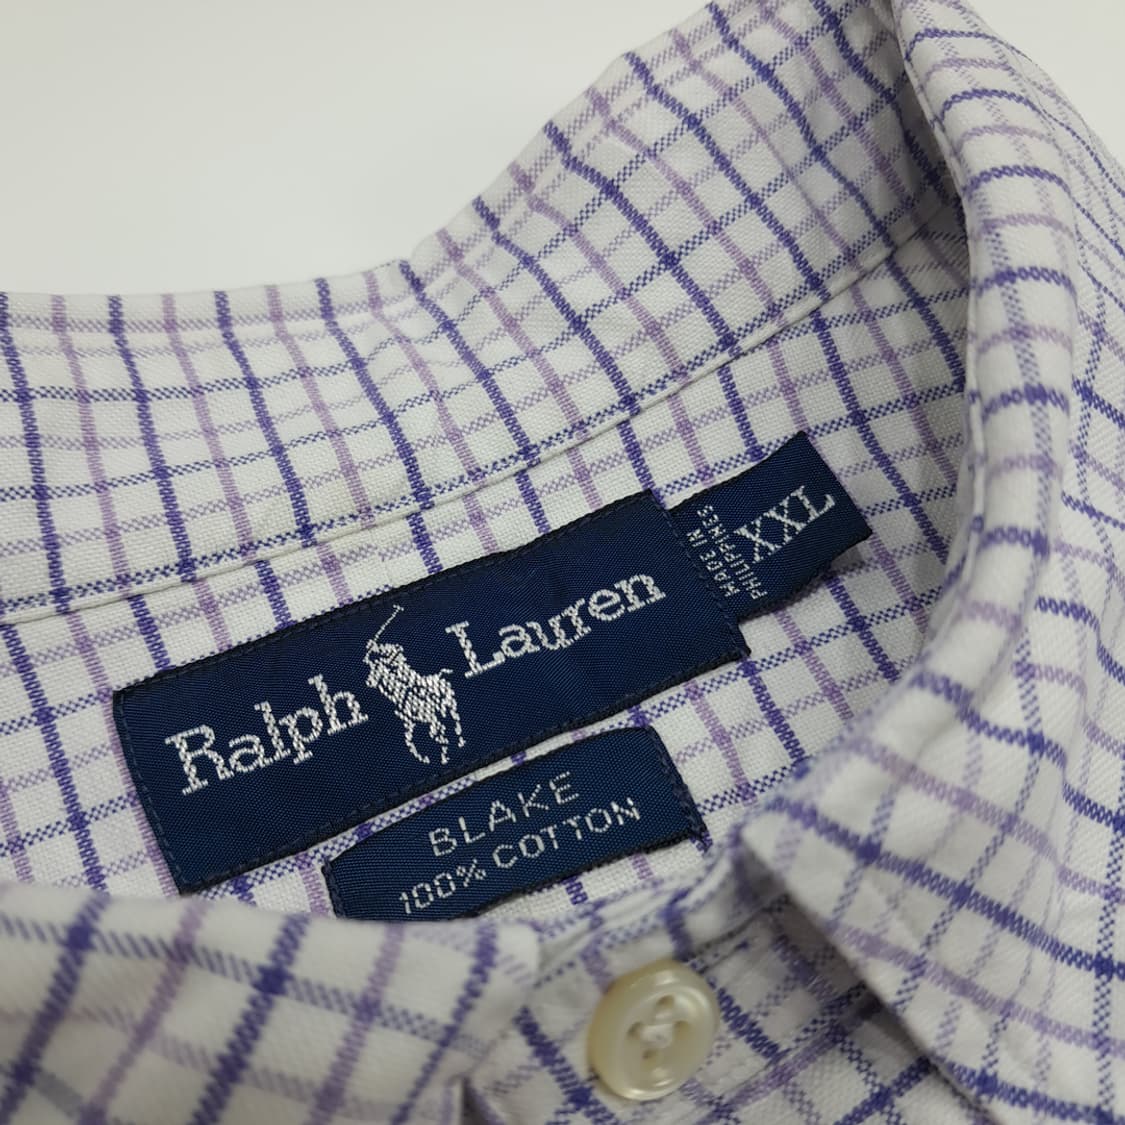 Ralph Lauren
XXL
MADE IN
PHILIPPINES
BLAKE
100% COTTON